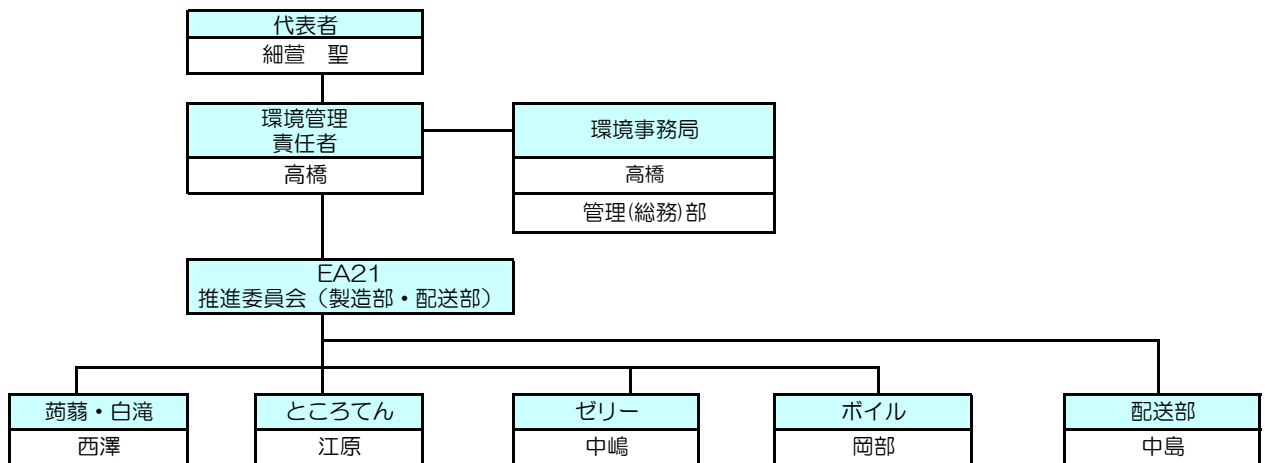 代表者
細萱　聖
環境管理
責任者
高橋
環境事務局
高橋
管理(総務)部
EA21
推進委員会（製造部・配送部）
蒟蒻・白滝
西澤
ところてん
江原
ゼリー
中嶋
ボイル
岡部
配送部
中島